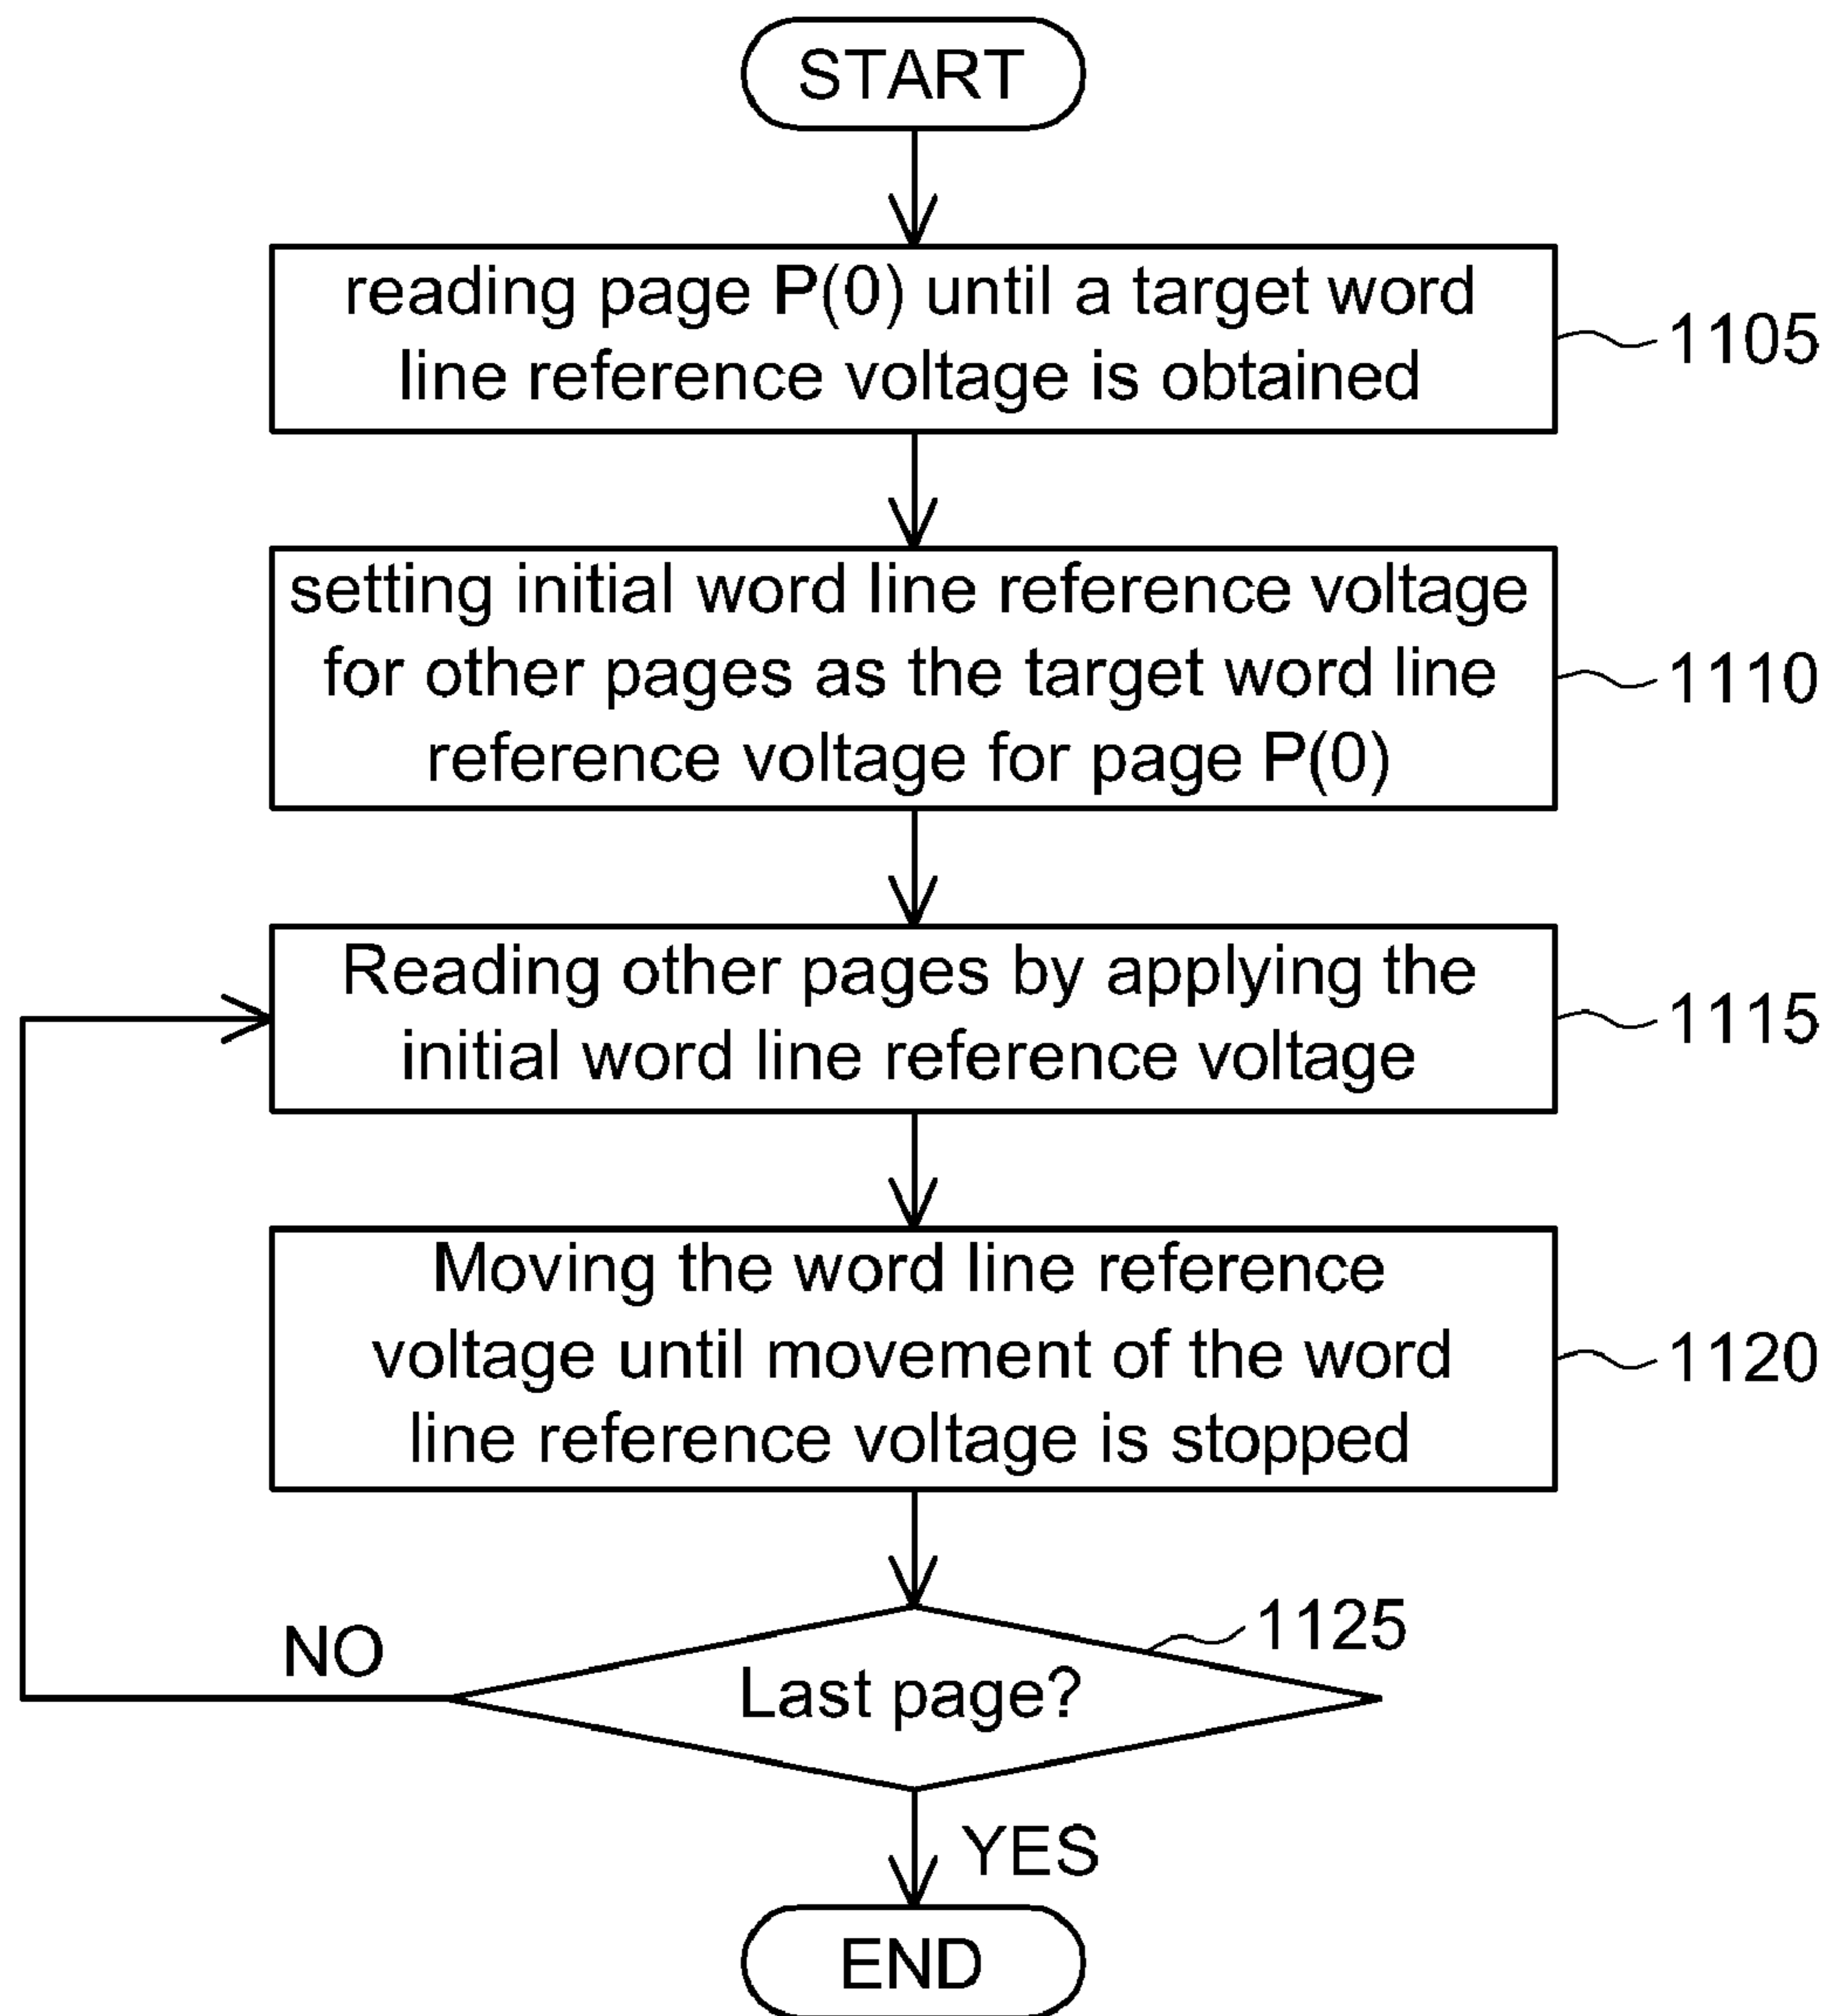 START
reading page P(0) until a target word
line reference voltage is obtained
1105
setting initial word line reference voltage
for other pages as the target word line
reference voltage for page P(0)
1110
Reading other pages by applying the
initial word line reference voltage
1115
Moving the word line reference
voltage until movement of the word
line reference voltage is stopped
1120
1125
NO
Last page?
YES
END